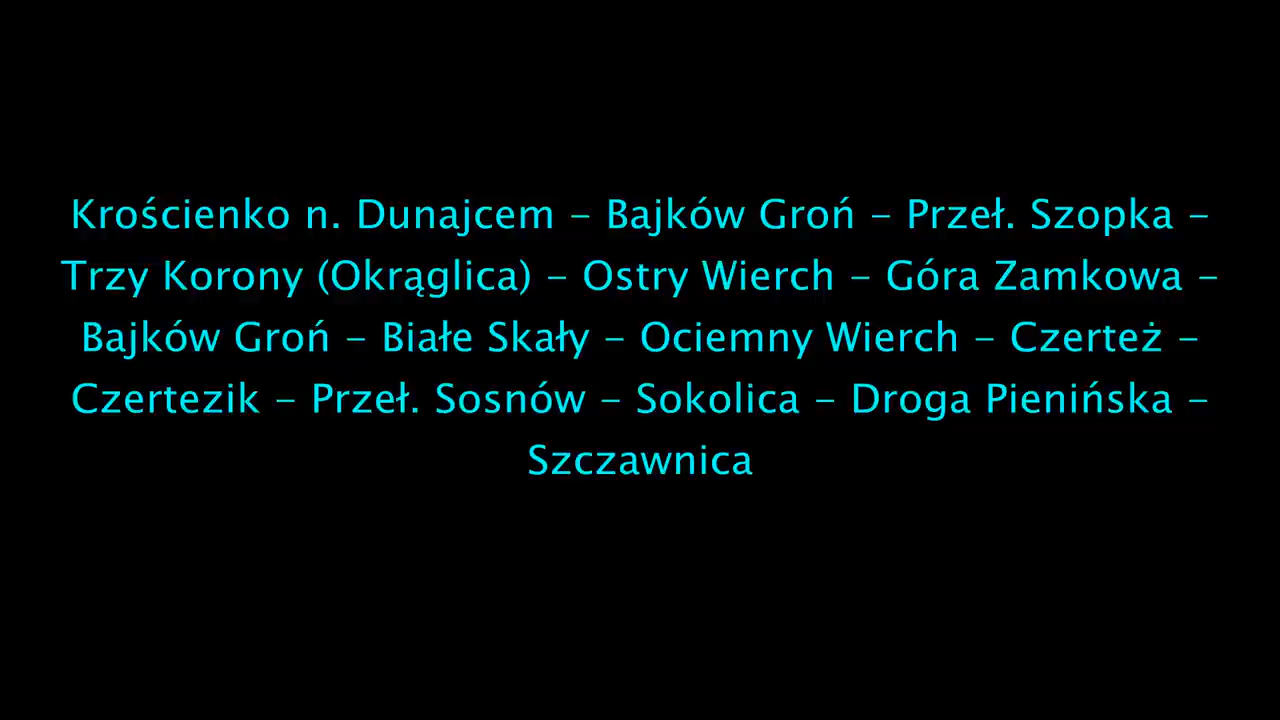 Krościenko n. Dunajcem – Bajków Groń – Przeł. Szopka –
Trzy Korony (Okrąglica) – Ostry Wierch – Góra Zamkowa –
Bajków Groń – Białe Skały – Ociemny Wierch – Czerteż –
Czertezik – Przeł. Sosnów – Sokolica – Droga Pienińska –
Szczawnica